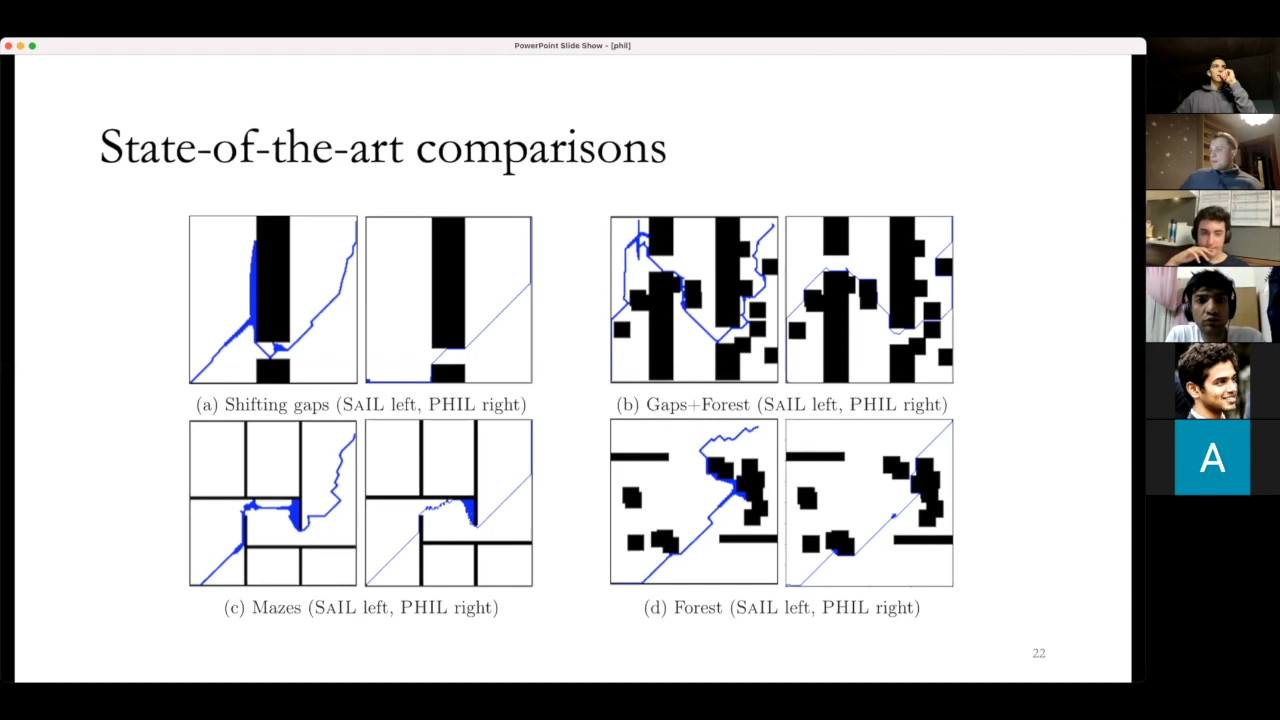 PowerPoint Slide Show - [phil]
State-of-the-art comparisons
(a) Shifting gaps (SAIL left, PHIL right)
(b) Gaps+Forest (SAIL left, PHIL right)
(c) Mazes (SAIL left, PHIL right)
(d) Forest (SAIL left, PHIL right)
22
A